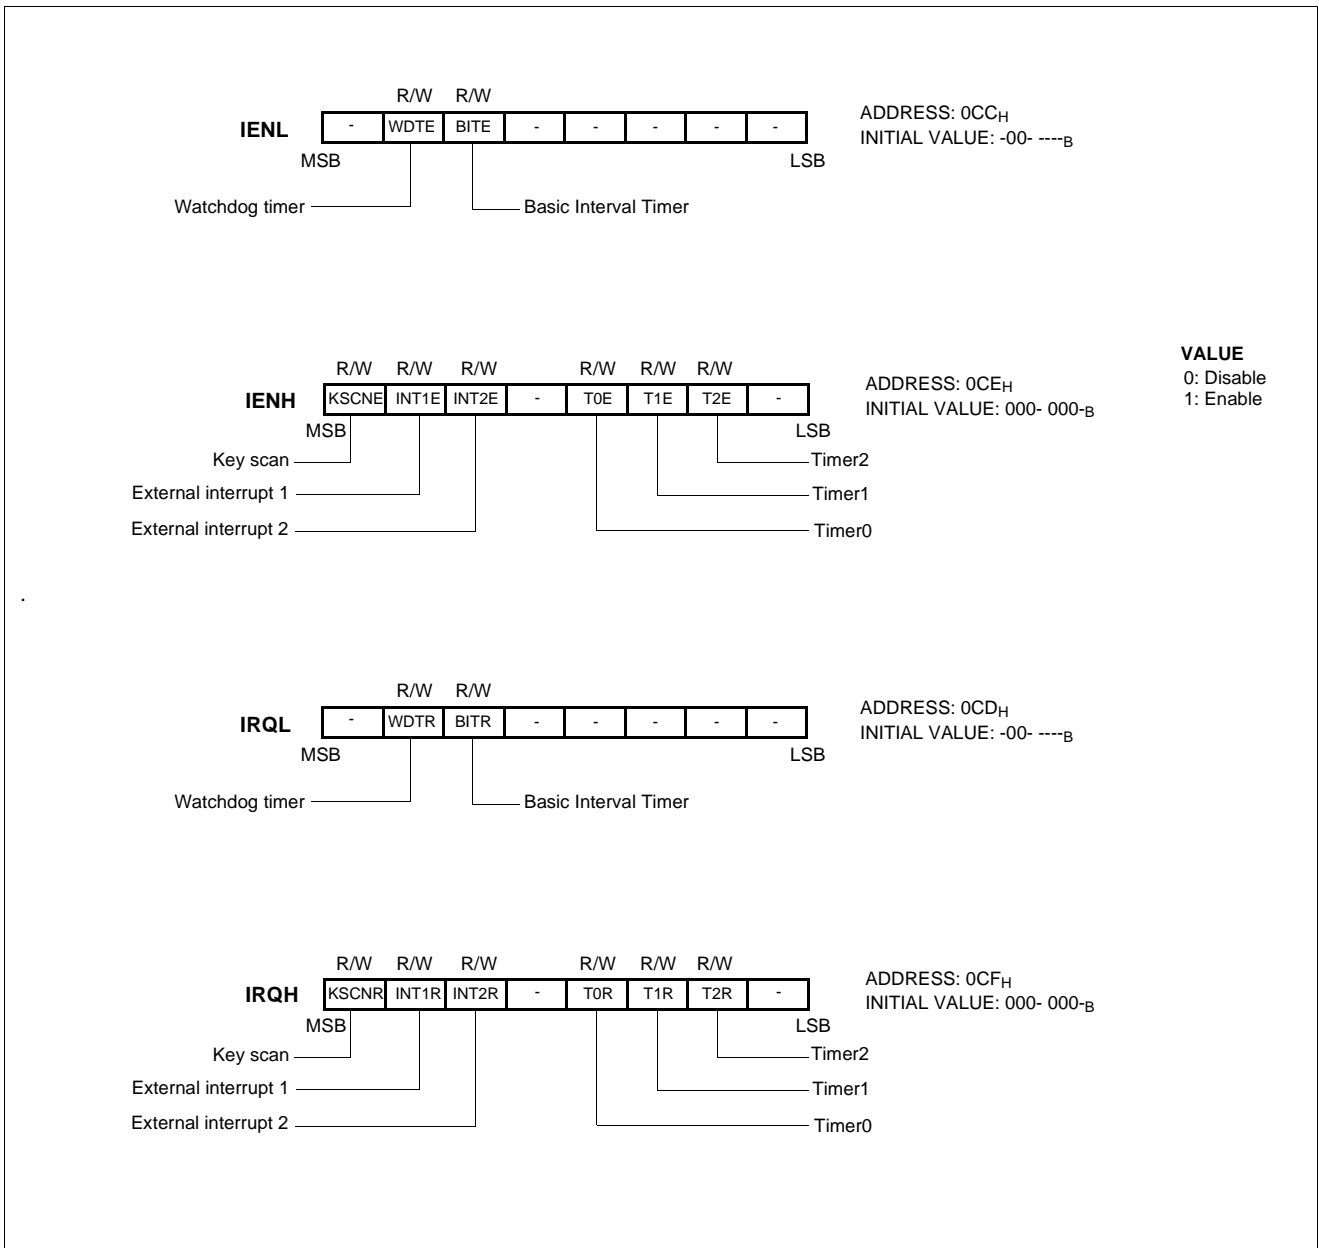 R/W R/W
IENL - WDTE BITE - - - - -
ADDRESS: 0CCH
INITIAL VALUE: -00- ----B
MSB LSB
Watchdog timer Basic Interval Timer
VALUE
0: Disable
1: Enable
R/W R/W R/W R/W R/W R/W
IENH KSCNE INT1E INT2E - T0E T1E T2E -
ADDRESS: 0CEH
INITIAL VALUE: 000- 000-B
MSB LSB
Key scan Timer2
External interrupt 1 Timer1
External interrupt 2 Timer0
.
R/W R/W
IRQL - WDTR BITR - - - - -
ADDRESS: 0CDH
INITIAL VALUE: -00- ----B
MSB LSB
Watchdog timer Basic Interval Timer
R/W R/W R/W R/W R/W R/W
IRQH KSCNR INT1R INT2R - T0R T1R T2R -
ADDRESS: 0CFH
INITIAL VALUE: 000- 000-B
MSB LSB
Key scan Timer2
External interrupt 1 Timer1
External interrupt 2 Timer0